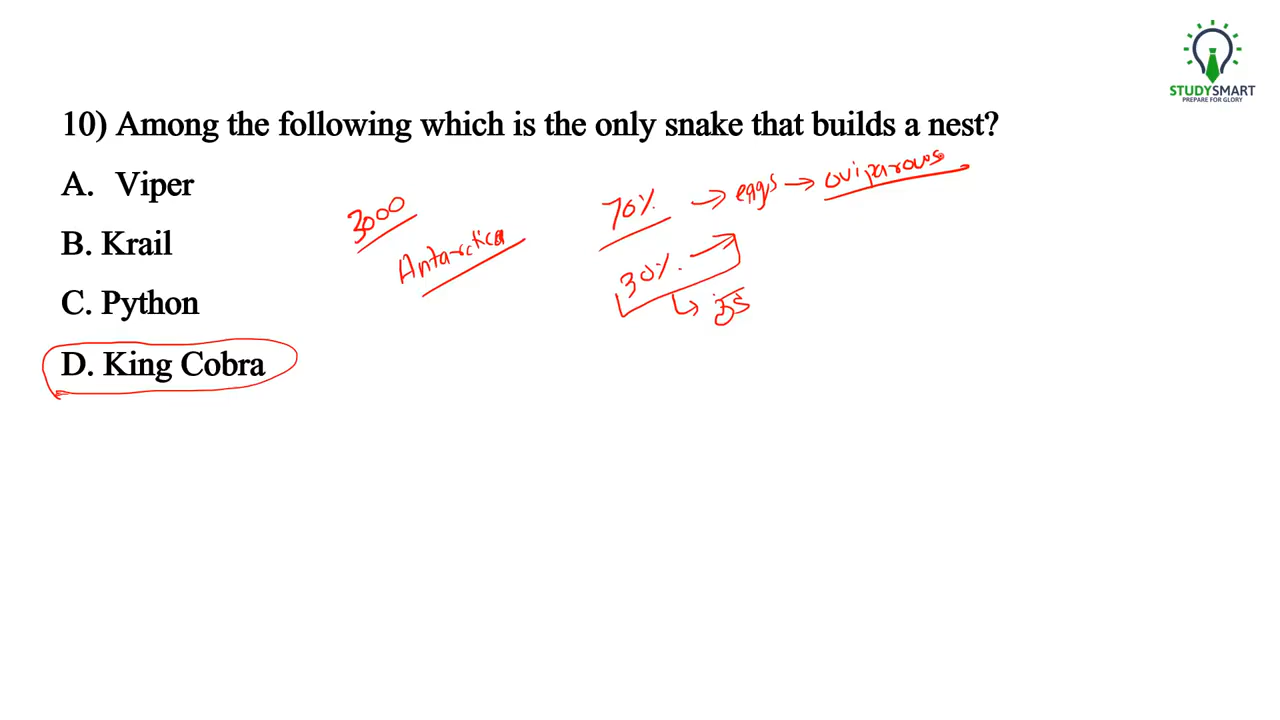 STUDYSMART
PREPARE FOR GLORY
10) Among the following which is the only snake that builds a nest?
A. Viper
3000
70% → eggs → oviparous
B. Krail
Antarctica
30%
C. Python
D. King Cobra